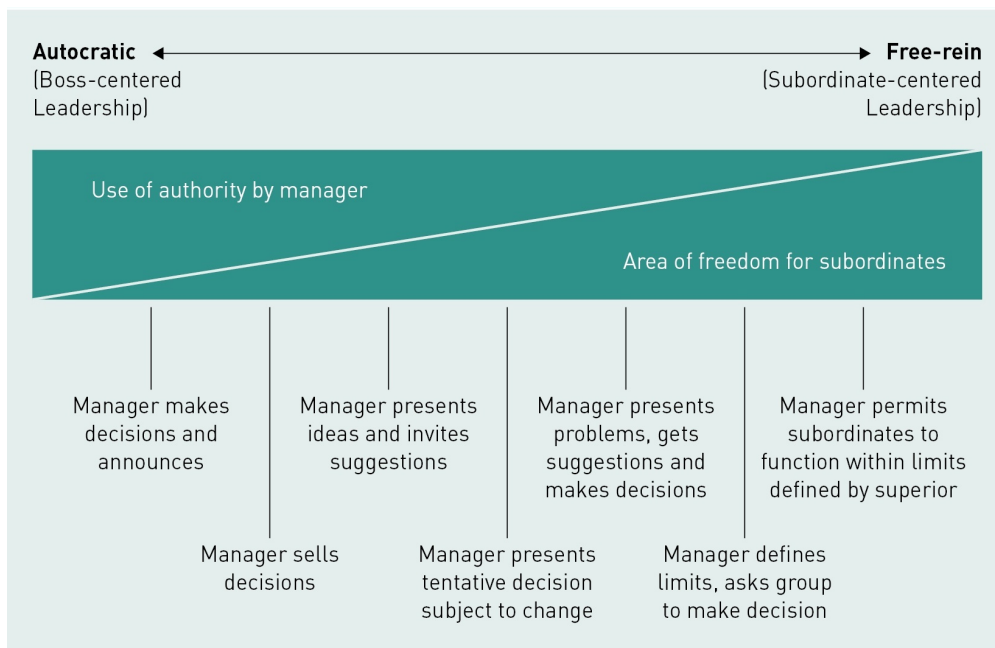 Autocratic
(Boss-centered
Leadership)
Free-rein
(Subordinate-centered
Leadership)
Use of authority by manager
Area of freedom for subordinates
Manager makes
decisions and
announces
Manager sells
decisions
Manager presents
ideas and invites
suggestions
Manager presents
tentative decision
subject to change
Manager presents
problems, gets
suggestions and
makes decisions
Manager defines
limits, asks group
to make decision
Manager permits
subordinates to
function within limits
defined by superior